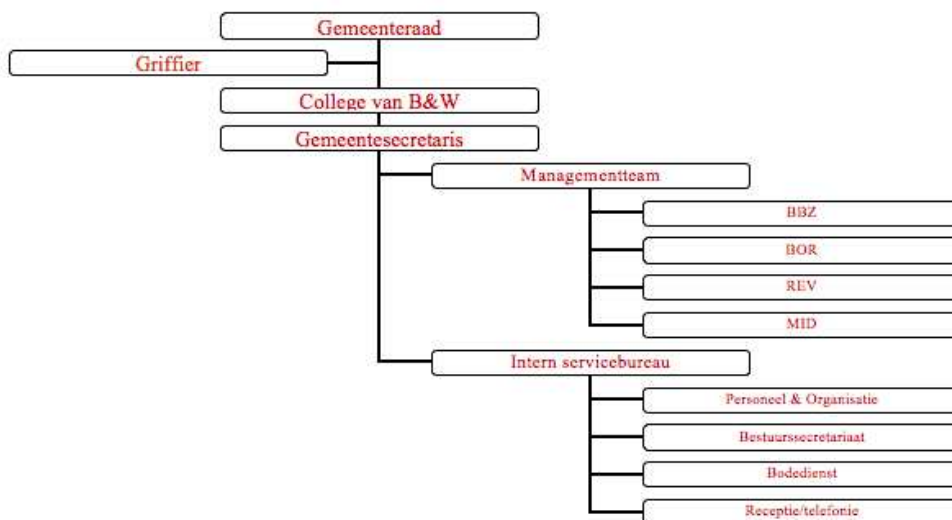 Gemeenteraad
Griffier
College van B&W
Gemeentesecretaris
Managementteam
BBZ
BOR
REV
MID
Intern servicebureau
Personeel & Organisatie
Bestuurssecretariaat
Bodedienst
Receptie/telefonie